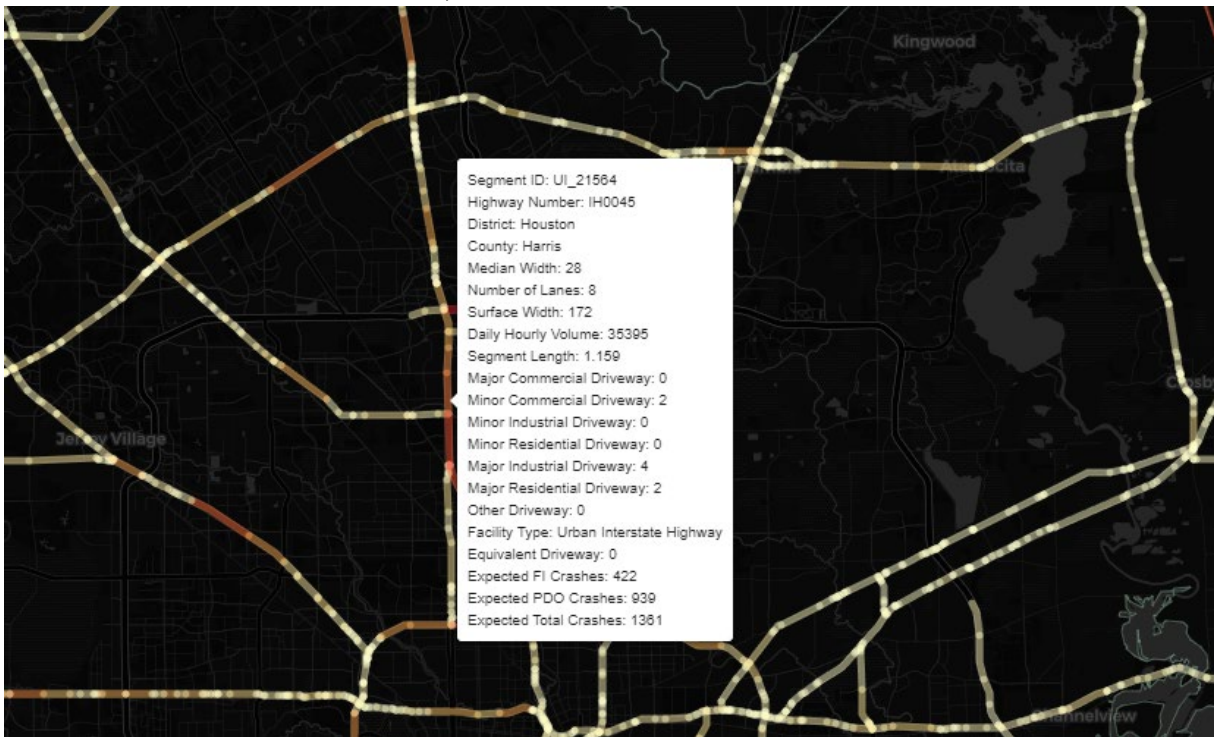 Kingwood
Segment ID: UI_21564
Highway Number: IH0045
District: Houston
County: Harris
Median Width: 28
Number of Lanes: 8
Surface Width: 172
Daily Hourly Volume: 35395
Segment Length: 1.159
Major Commercial Driveway: 0
Minor Commercial Driveway: 2
Minor Industrial Driveway: 0
Minor Residential Driveway: 0
Major Industrial Driveway: 4
Major Residential Driveway: 2
Other Driveway: 0
Facility Type: Urban Interstate Highway
Equivalent Driveway: 0
Expected FI Crashes: 422
Expected PDO Crashes: 939
Expected Total Crashes: 1361
Jersey Village
Channelview